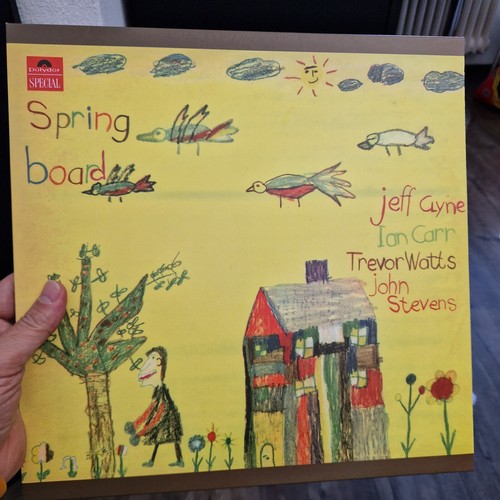 polydor
SPECIAL
Spring
board
jeff Clyne
Ian Carr
Trevor Watts
john
Stevens